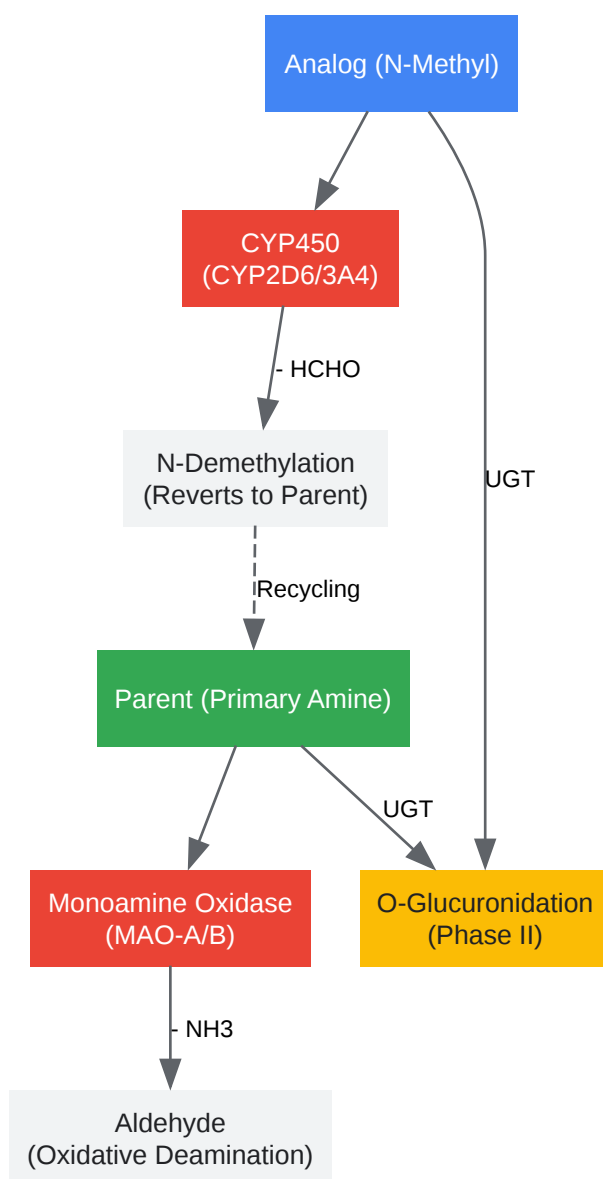 Analog (N-Methyl)
CYP450
(CYP2D6/3A4)
- HCHO
N-Demethylation
(Reverts to Parent)
UGT
Recycling
Parent (Primary Amine)
UGT
Monoamine Oxidase
(MAO-A/B)
O-Glucuronidation
(Phase II)
- NH3
Aldehyde
(Oxidative Deamination)